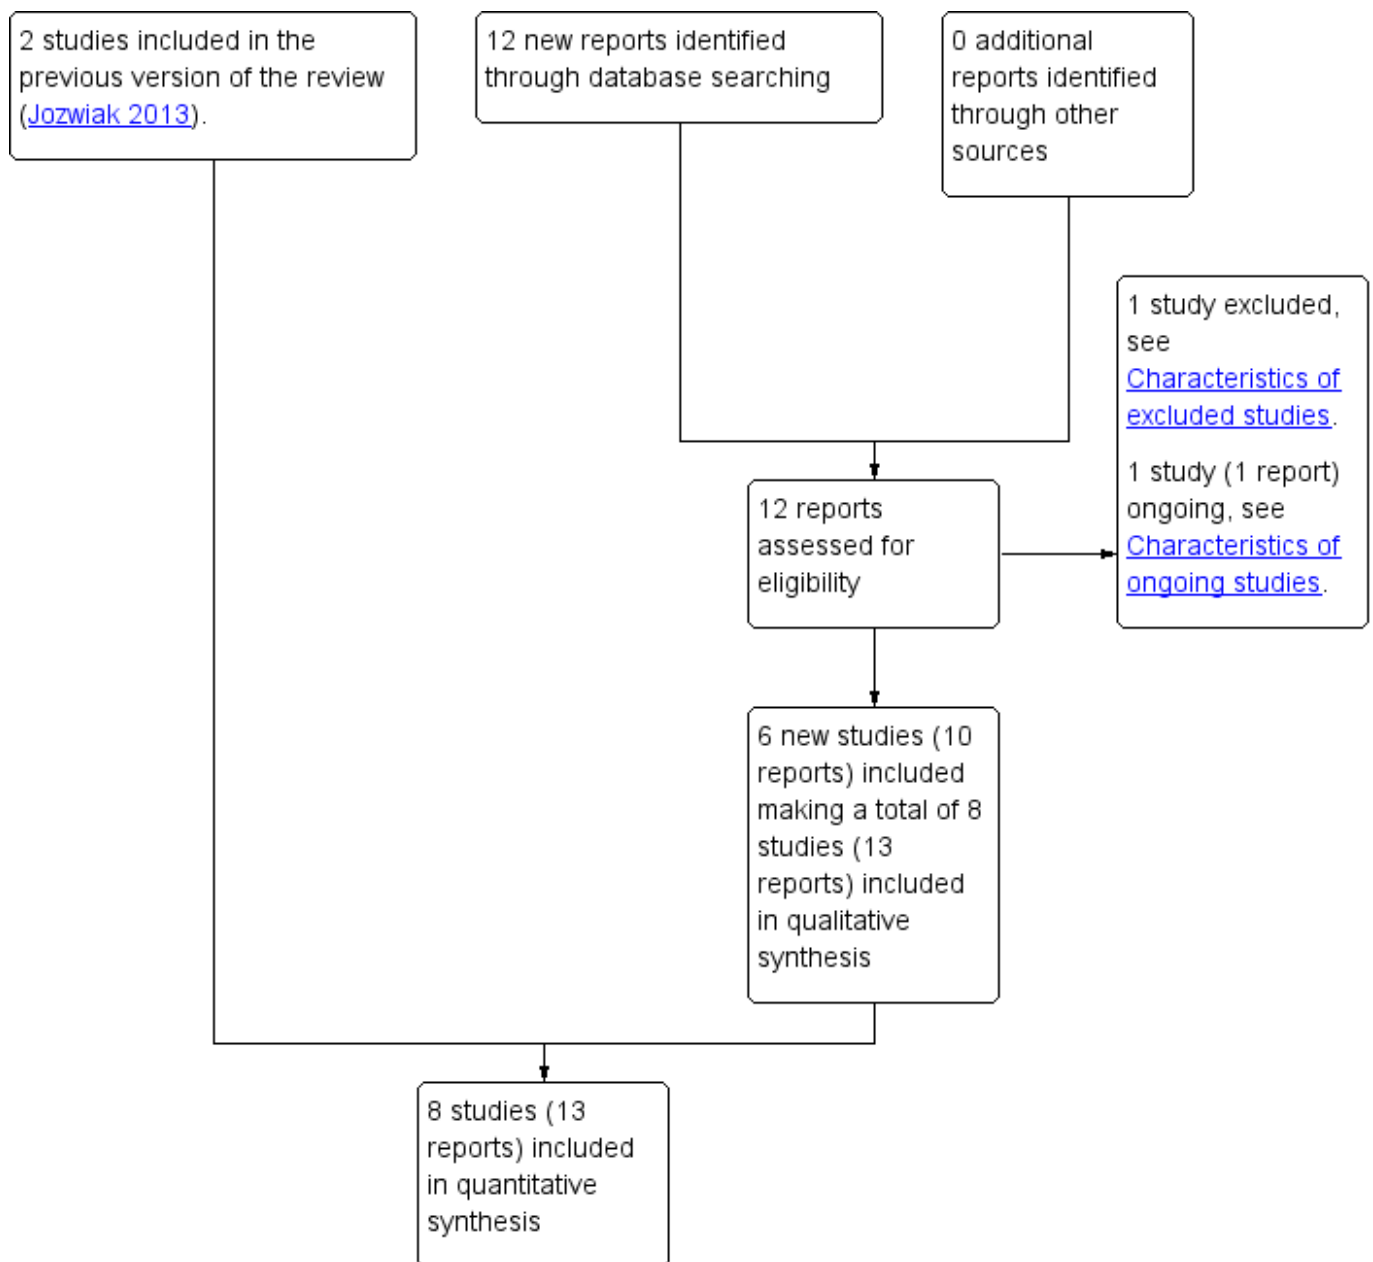 2 studies included in the
previous version of the review
(Jozwiak 2013).
12 new reports identified
through database searching
0 additional
reports identified
through other
sources
1 study excluded,
see
Characteristics of
excluded studies.
1 study (1 report)
ongoing, see
Characteristics of
ongoing studies.
12 reports
assessed for
eligibility
6 new studies (10
reports) included
making a total of 8
studies (13
reports) included
in qualitative
synthesis
8 studies (13
reports) included
in quantitative
synthesis